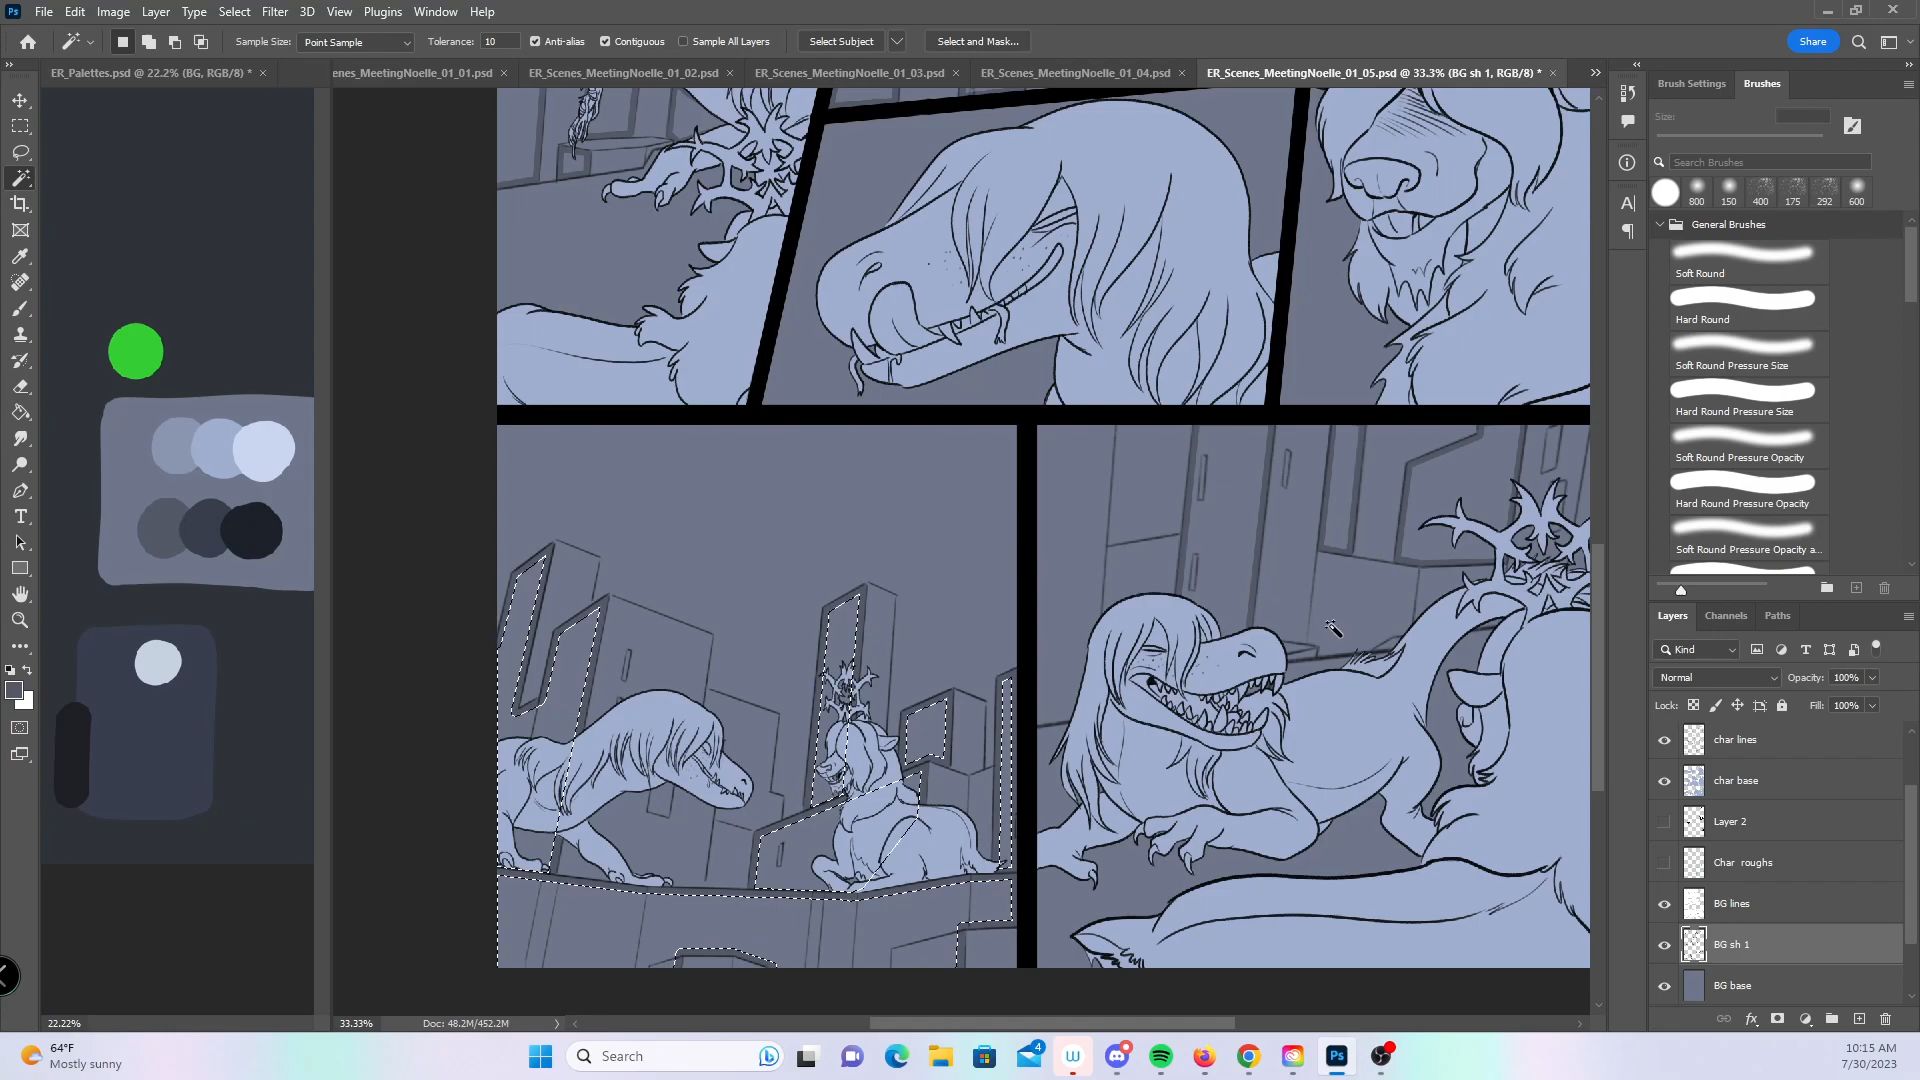 Ps File Edit Image Layer Type Select Filter 3D View Plugins Window Help
Sample Size: Point Sample Tolerance: 10 Anti-alias Contiguous Sample All Layers Select Subject Select and Mask... Share
ER_Palettes.psd @ 22.2% (BG, RGB/8) * × enes_MeetingNoelle_01_01.psd × ER_Scenes_MeetingNoelle_01_02.psd × ER_Scenes_MeetingNoelle_01_03.psd × ER_Scenes_MeetingNoelle_01_04.psd × ER_Scenes_MeetingNoelle_01_05.psd @ 33.3% (BG sh 1, RGB/8) * ×
Brush Settings Brushes
Size:
Search Brushes
800 150 400 175 292 600
General Brushes
Soft Round
Hard Round
Soft Round Pressure Size
Hard Round Pressure Size
Soft Round Pressure Opacity
Hard Round Pressure Opacity
Soft Round Pressure Opacity a...
Layers Channels Paths
Kind
Normal Opacity: 100%
Lock: Fill: 100%
char lines
char base
Layer 2
Char roughs
BG lines
BG sh 1
BG base
fx
22.22% 33.33% Doc: 48.2M/452.2M
64°F
Mostly sunny
Search
4
Ps
10:15 AM
7/30/2023